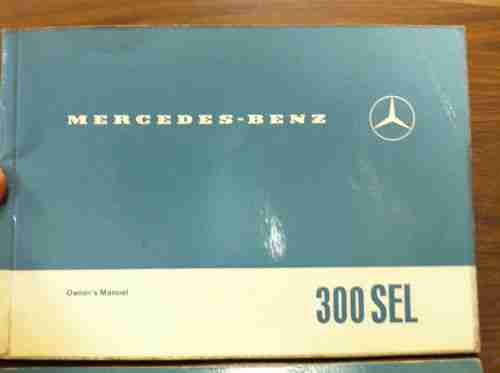 MERCEDES-BENZ
Owner's Manual
300 SEL